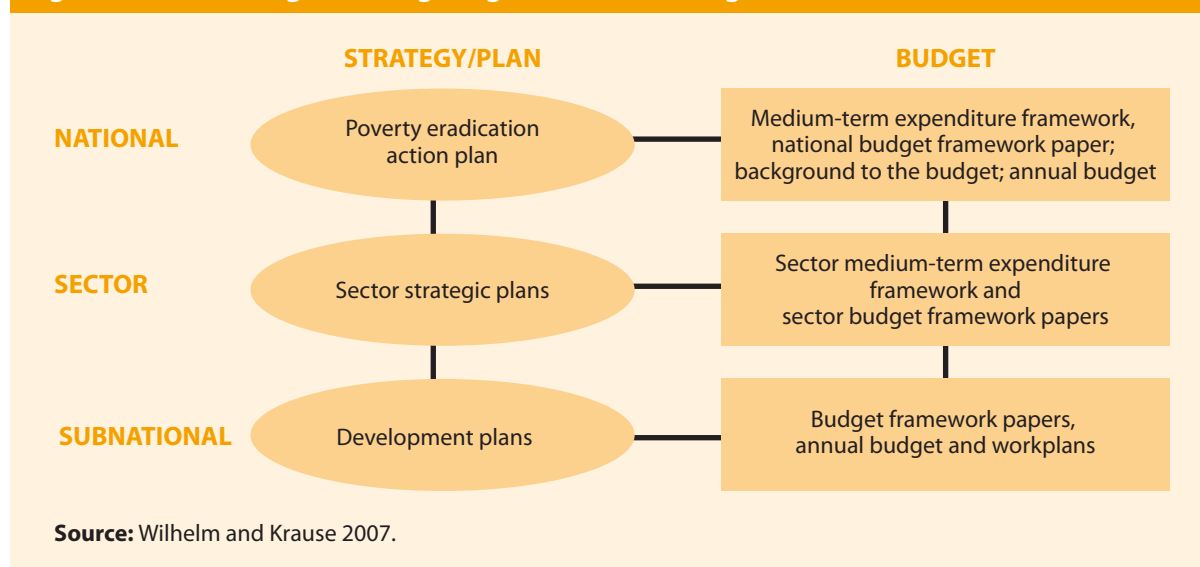 STRATEGY/PLAN
BUDGET
NATIONAL
Poverty eradication
action plan
Medium-term expenditure framework,
national budget framework paper;
background to the budget; annual budget
SECTOR
Sector strategic plans
Sector medium-term expenditure
framework and
sector budget framework papers
SUBNATIONAL
Development plans
Budget framework papers,
annual budget and workplans
Source: Wilhelm and Krause 2007.